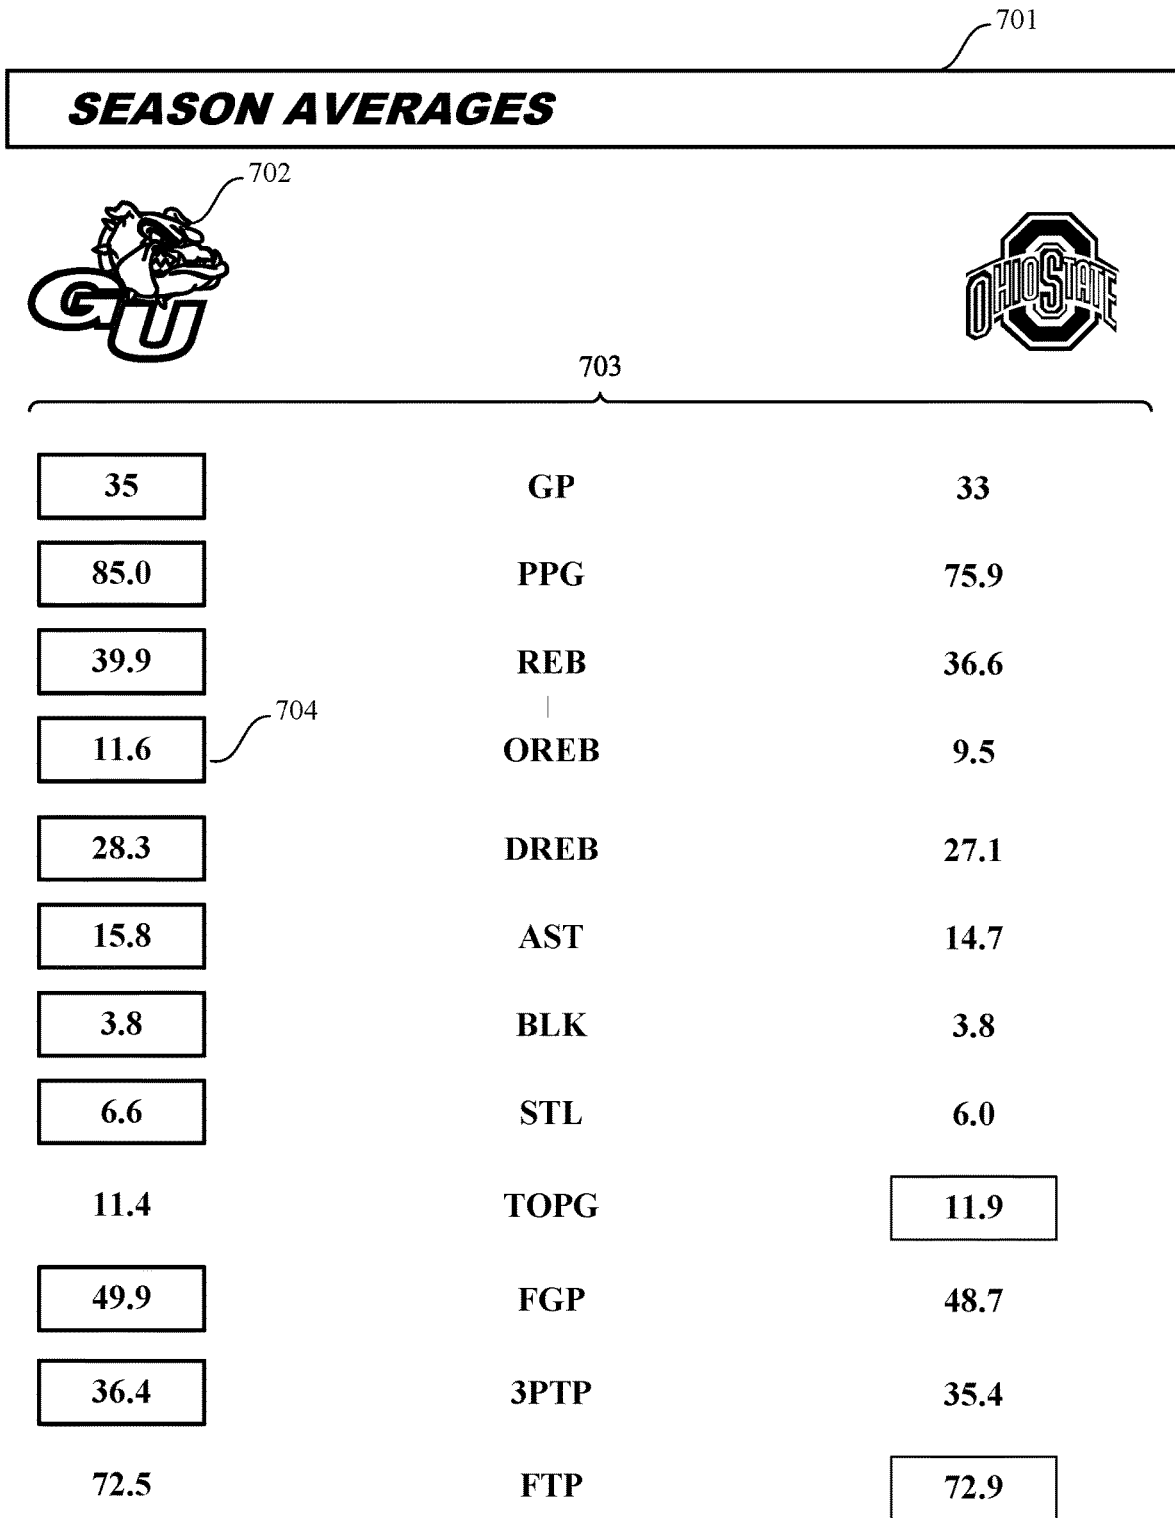 701
SEASON AVERAGES
702
GU
OHIO STATE
703
35 GP 33
85.0 PPG 75.9
39.9 REB 36.6
704
11.6 OREB 9.5
28.3 DREB 27.1
15.8 AST 14.7
3.8 BLK 3.8
6.6 STL 6.0
11.4 TOPG 11.9
49.9 FGP 48.7
36.4 3PTP 35.4
72.5 FTP 72.9